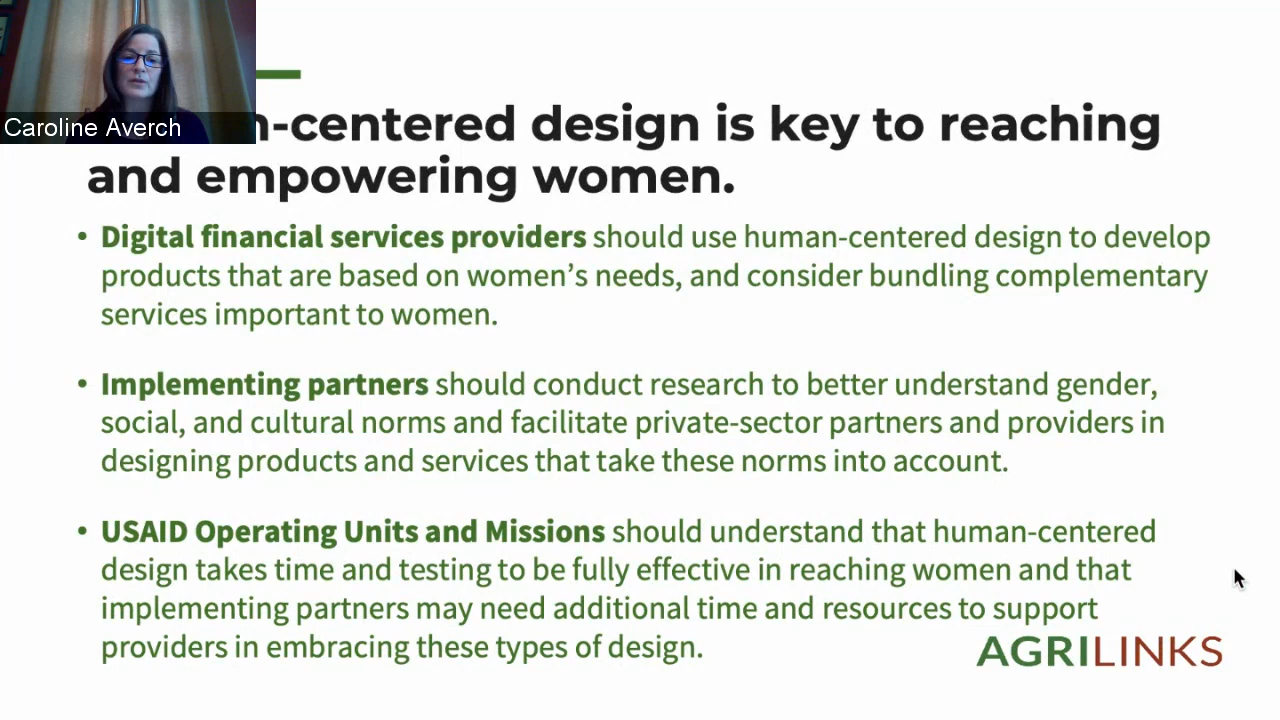 Caroline Averch
n-centered design is key to reaching
and empowering women.
• Digital financial services providers should use human-centered design to develop
products that are based on women's needs, and consider bundling complementary
services important to women.
• Implementing partners should conduct research to better understand gender,
social, and cultural norms and facilitate private-sector partners and providers in
designing products and services that take these norms into account.
• USAID Operating Units and Missions should understand that human-centered
design takes time and testing to be fully effective in reaching women and that
implementing partners may need additional time and resources to support
providers in embracing these types of design.
AGRILINKS